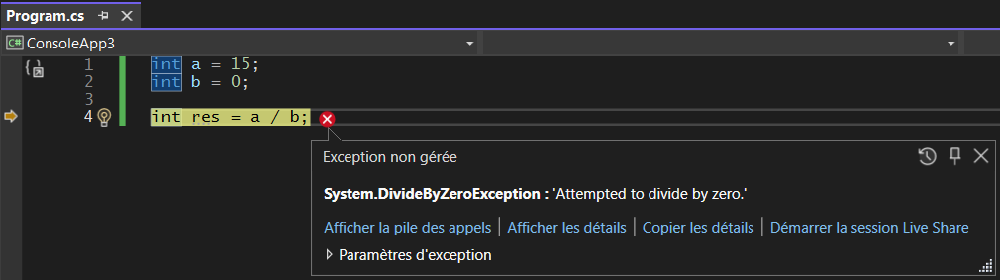 Program.cs
C# ConsoleApp3
1 int a = 15;
2 int b = 0;
3
4 int res = a / b;
Exception non gérée
System.DivideByZeroException : 'Attempted to divide by zero.'
Afficher la pile des appels | Afficher les détails | Copier les détails | Démarrer la session Live Share
Paramètres d'exception